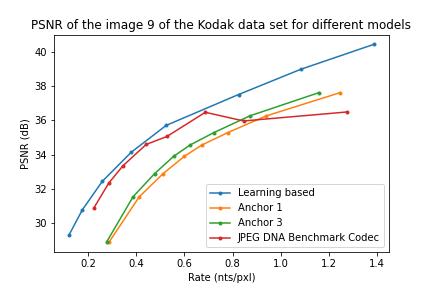 PSNR of the image 9 of the Kodak data set for different models
PSNR (dB)
40
38
36
34
32
30
Learning based
Anchor 1
Anchor 3
JPEG DNA Benchmark Codec
0.2 0.4 0.6 0.8 1.0 1.2 1.4
Rate (nts/pxl)